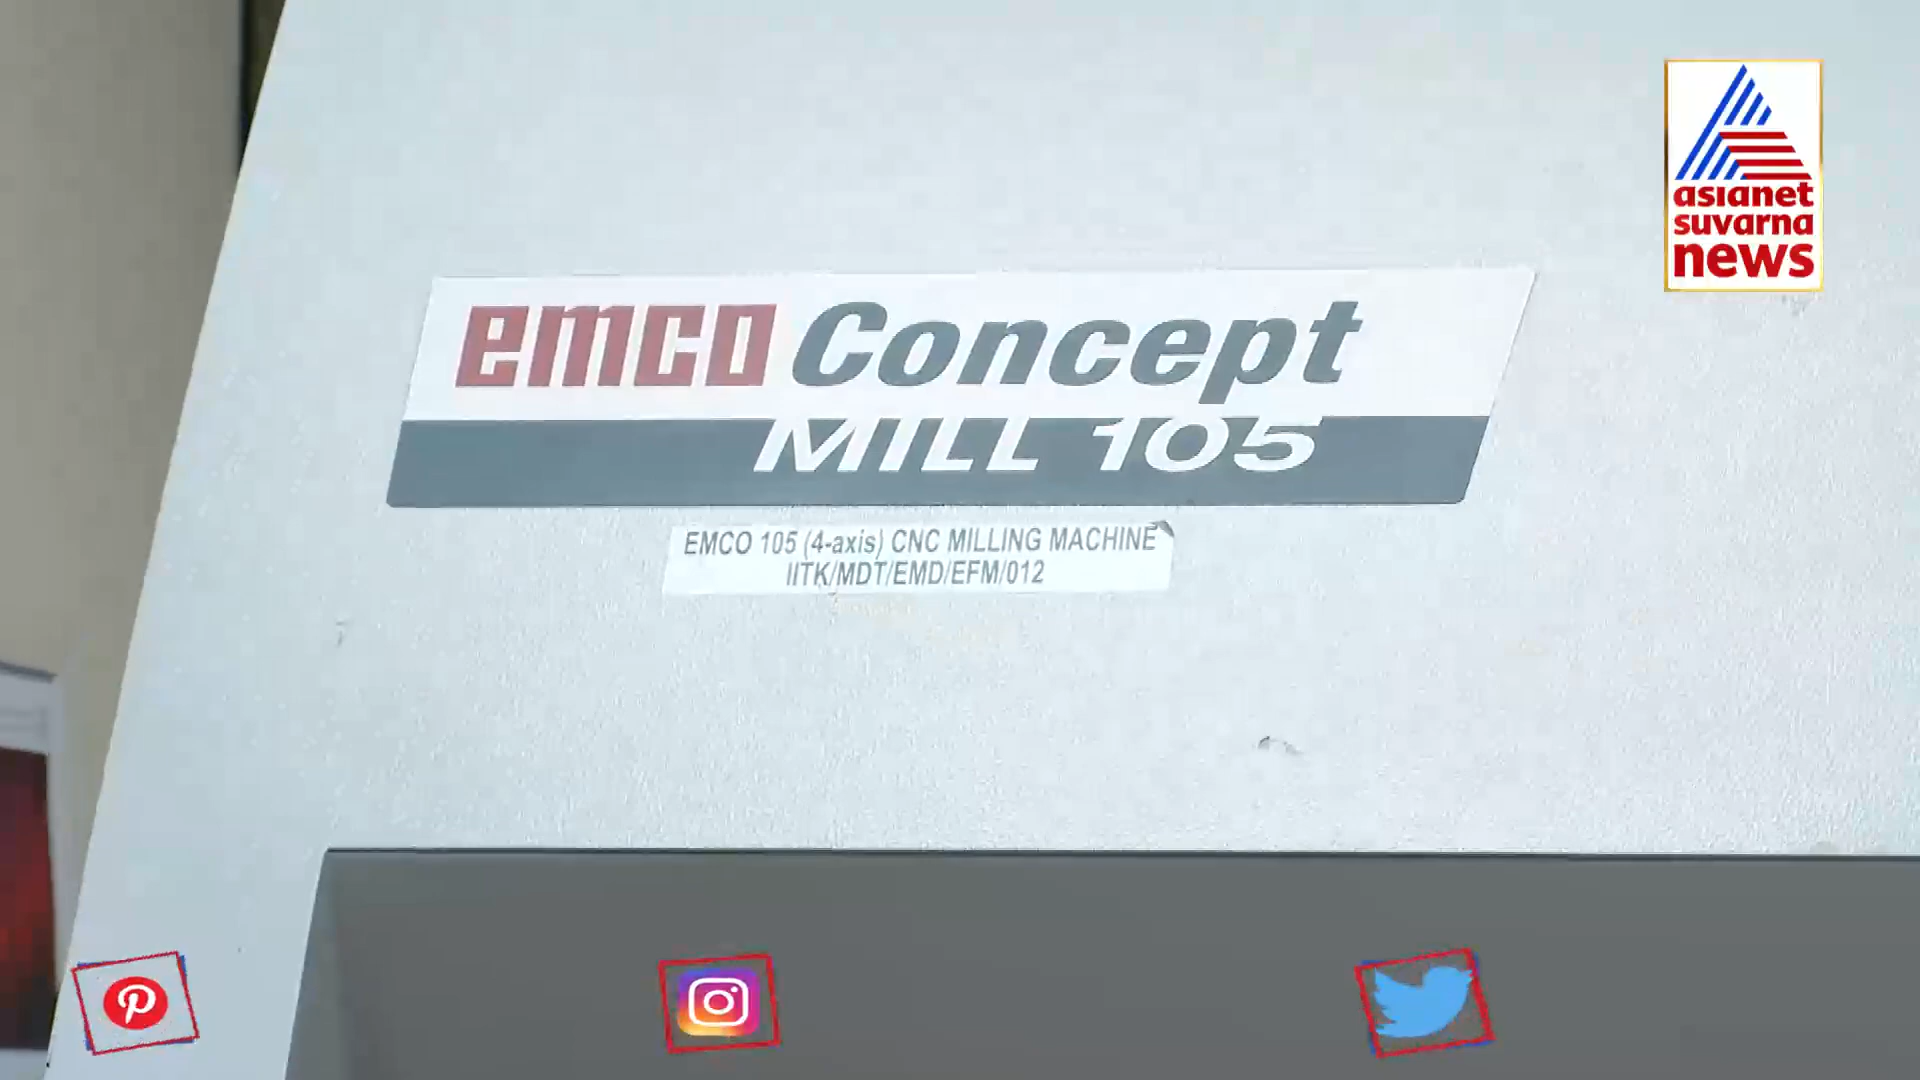 asianet
suvarna
news
emco Concept
MILL 105
EMCO 105 (4-axis) CNC MILLING MACHINE
IITK/MDT/EMD/EFM/012